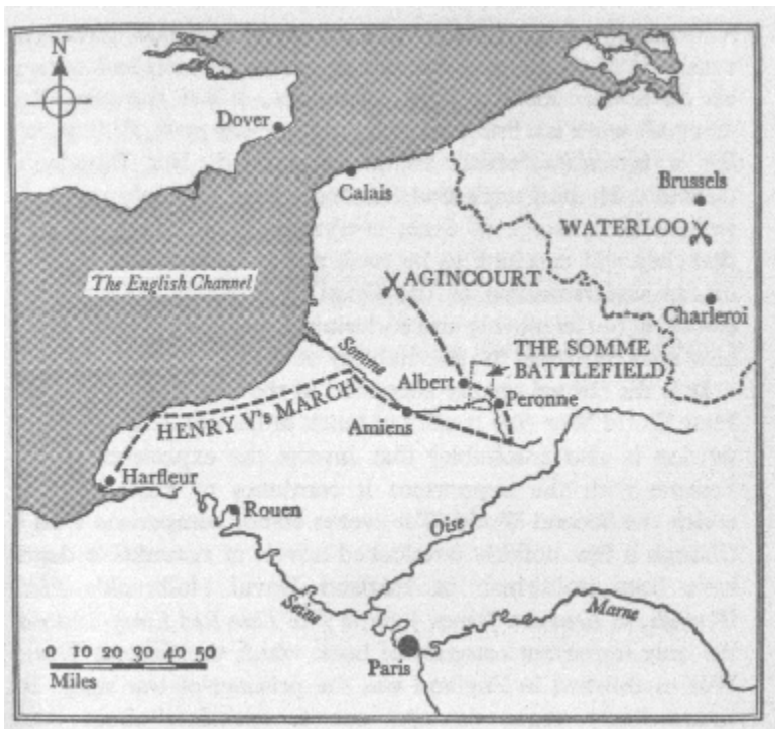 N
Dover
Calais
Brussels
WATERLOO
AGINCOURT
The English Channel
Charleroi
Somme
THE SOMME
BATTLEFIELD
Albert
Peronne
HENRY V's MARCH
Amiens
Harfleur
Rouen
Oise
Seine
Marne
Paris
0 10 20 30 40 50
Miles